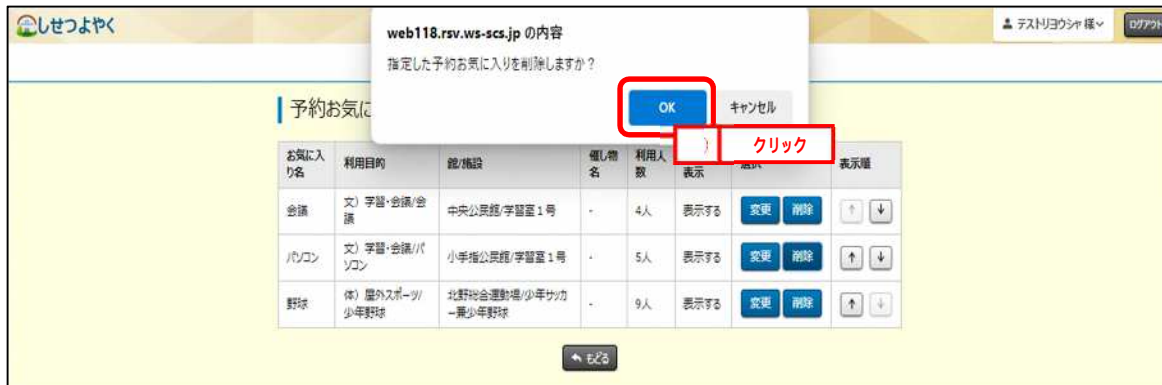 しせつよやく
テストリヨウシャ 様
ログアウト
web118.rsv.ws-scs.jp の内容
指定した予約お気に入りを削除しますか？
OK
キャンセル
） クリック
予約お気に
お気に入り名 利用目的 館/施設 催し物名 利用人数 表示 選択 表示順
会議 文）学習・会議/会議 中央公民館/学習室１号 - 4人 表示する 変更 削除 ↑ ↓
パソコン 文）学習・会議/パソコン 小手指公民館/学習室１号 - 5人 表示する 変更 削除 ↑ ↓
野球 体）屋外スポーツ/少年野球 北野総合運動場/少年サッカー兼少年野球 - 9人 表示する 変更 削除 ↑ ↓
もどる